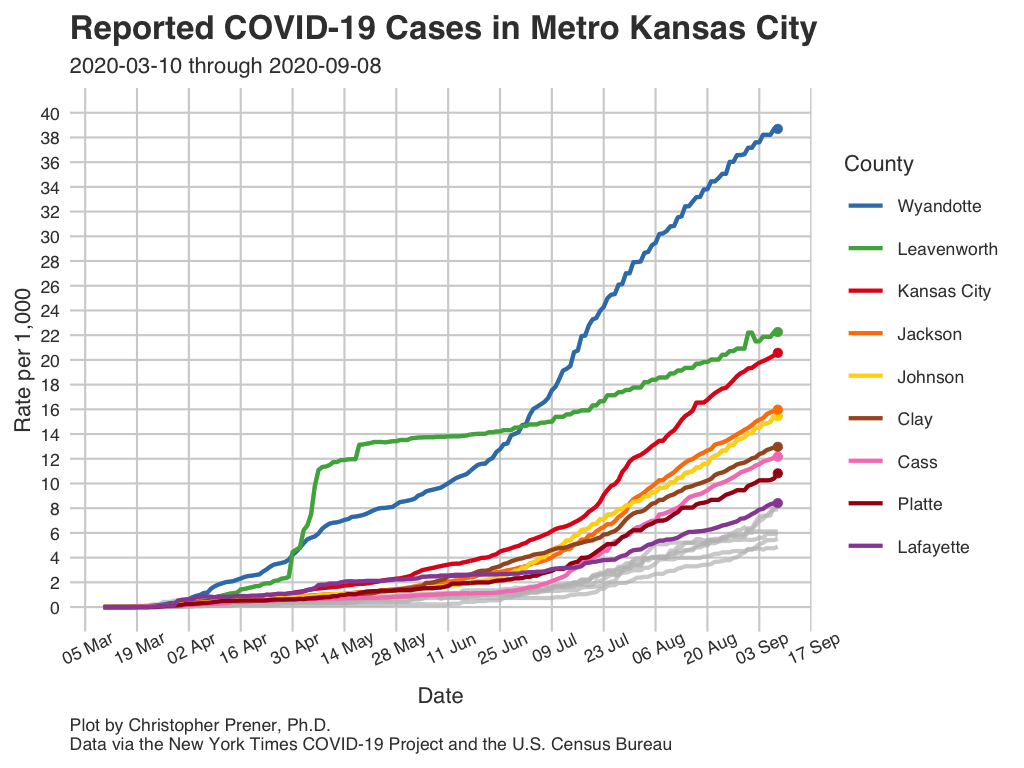 Reported COVID-19 Cases in Metro Kansas City
2020-03-10 through 2020-09-08
Rate per 1,000
40
38
36
34
32
30
28
26
24
22
20
18
16
14
12
10
8
6
4
2
0
05 Mar
19 Mar
02 Apr
16 Apr
30 Apr
14 May
28 May
11 Jun
25 Jun
09 Jul
23 Jul
06 Aug
20 Aug
03 Sep
17 Sep
Date
County
Wyandotte
Leavenworth
Kansas City
Jackson
Johnson
Clay
Cass
Platte
Lafayette
Plot by Christopher Prener, Ph.D.
Data via the New York Times COVID-19 Project and the U.S. Census Bureau